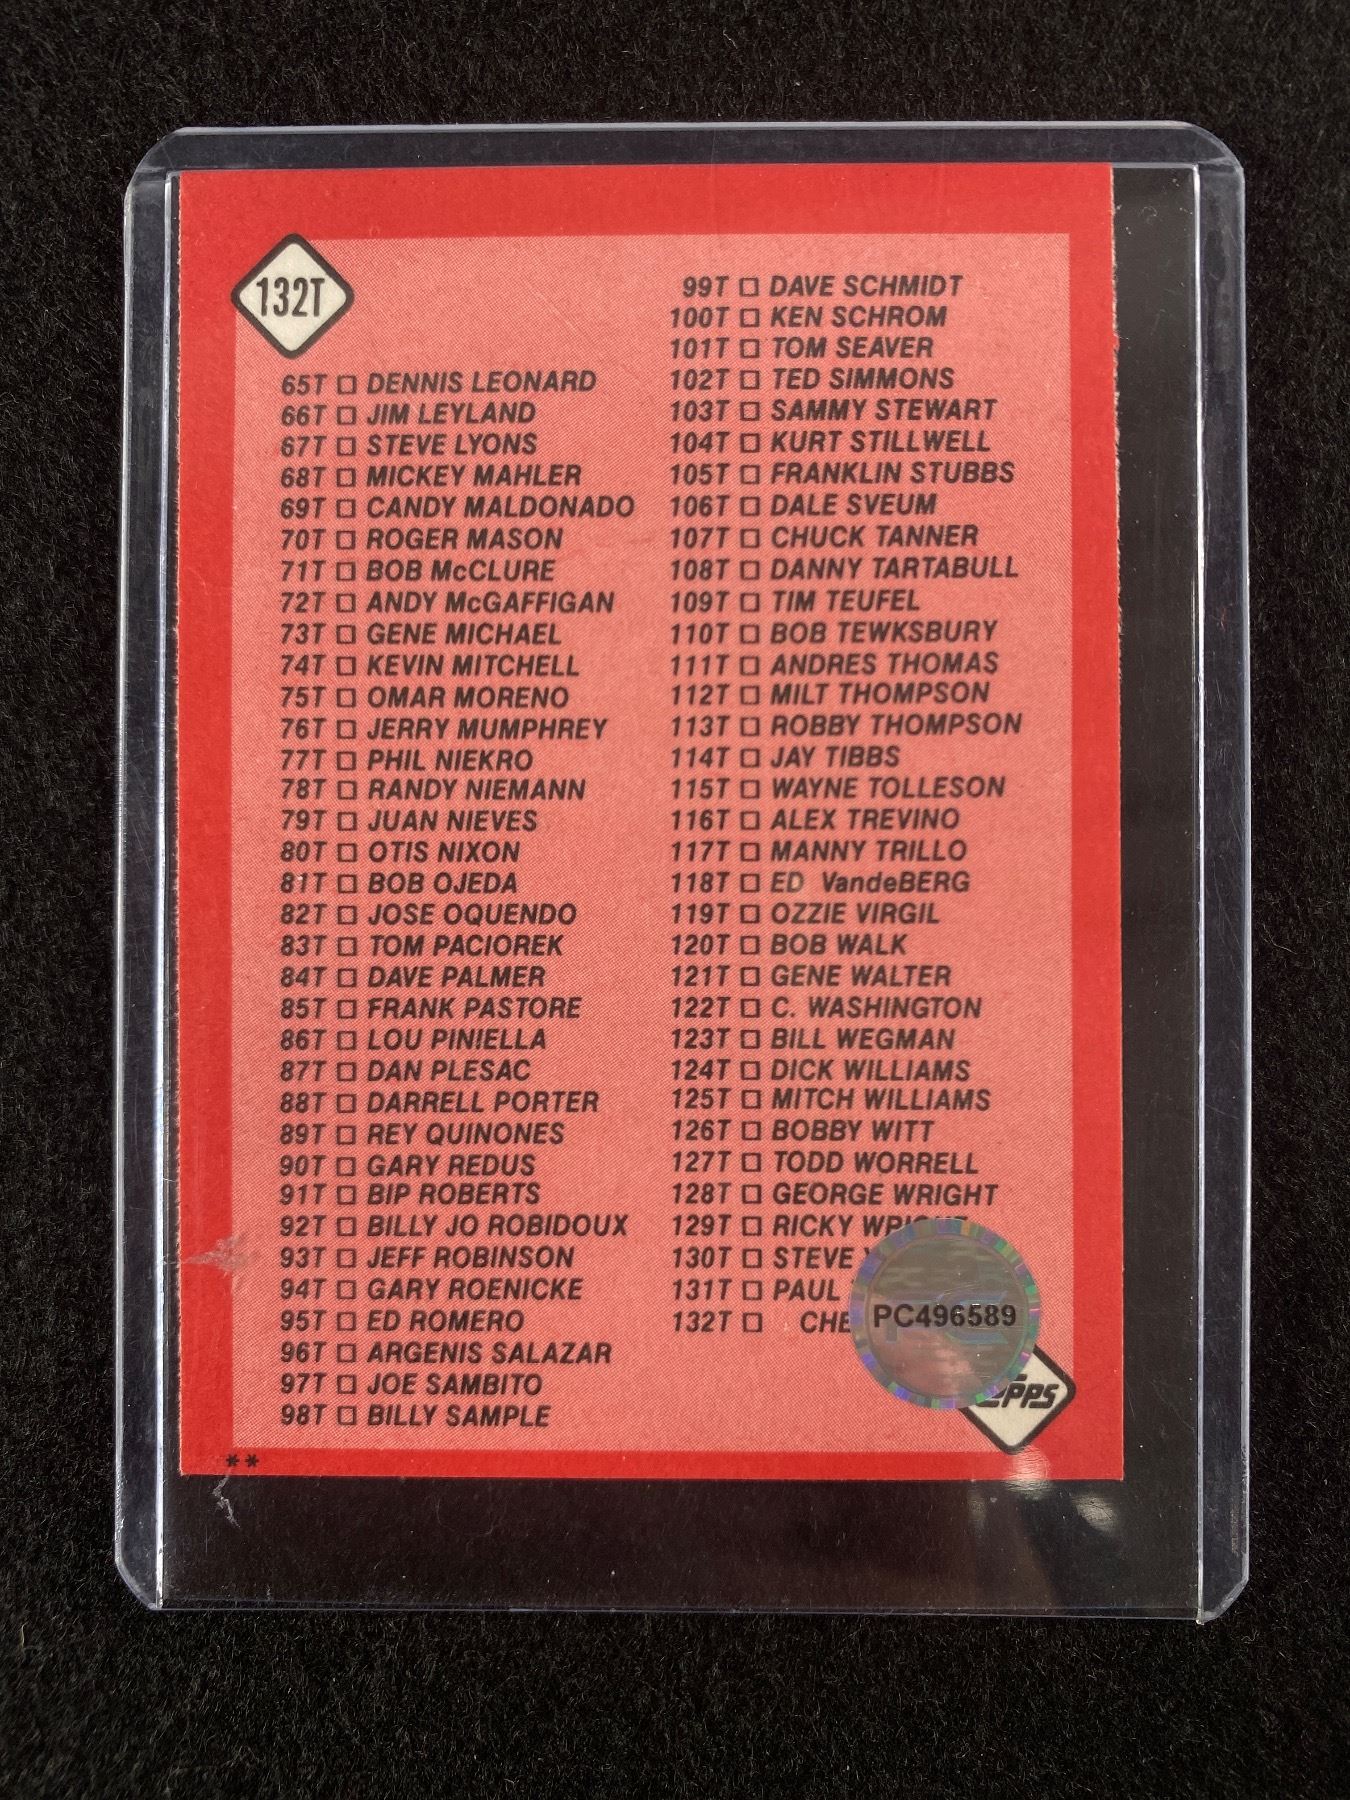 132T
65T □ DENNIS LEONARD
66T □ JIM LEYLAND
67T □ STEVE LYONS
68T □ MICKEY MAHLER
69T □ CANDY MALDONADO
70T □ ROGER MASON
71T □ BOB McCLURE
72T □ ANDY McGAFFIGAN
73T □ GENE MICHAEL
74T □ KEVIN MITCHELL
75T □ OMAR MORENO
76T □ JERRY MUMPHREY
77T □ PHIL NIEKRO
78T □ RANDY NIEMANN
79T □ JUAN NIEVES
80T □ OTIS NIXON
81T □ BOB OJEDA
82T □ JOSE OQUENDO
83T □ TOM PACIOREK
84T □ DAVE PALMER
85T □ FRANK PASTORE
86T □ LOU PINIELLA
87T □ DAN PLESAC
88T □ DARRELL PORTER
89T □ REY QUINONES
90T □ GARY REDUS
91T □ BIP ROBERTS
92T □ BILLY JO ROBIDOUX
93T □ JEFF ROBINSON
94T □ GARY ROENICKE
95T □ ED ROMERO
96T □ ARGENIS SALAZAR
97T □ JOE SAMBITO
98T □ BILLY SAMPLE
**
99T □ DAVE SCHMIDT
100T □ KEN SCHROM
101T □ TOM SEAVER
102T □ TED SIMMONS
103T □ SAMMY STEWART
104T □ KURT STILLWELL
105T □ FRANKLIN STUBBS
106T □ DALE SVEUM
107T □ CHUCK TANNER
108T □ DANNY TARTABULL
109T □ TIM TEUFEL
110T □ BOB TEWKSBURY
111T □ ANDRES THOMAS
112T □ MILT THOMPSON
113T □ ROBBY THOMPSON
114T □ JAY TIBBS
115T □ WAYNE TOLLESON
116T □ ALEX TREVINO
117T □ MANNY TRILLO
118T □ ED VandeBERG
119T □ OZZIE VIRGIL
120T □ BOB WALK
121T □ GENE WALTER
122T □ C. WASHINGTON
123T □ BILL WEGMAN
124T □ DICK WILLIAMS
125T □ MITCH WILLIAMS
126T □ BOBBY WITT
127T □ TODD WORRELL
128T □ GEORGE WRIGHT
129T □ RICKY WRIGHT
130T □ STEVE
131T □ PAUL
132T □
PC496589